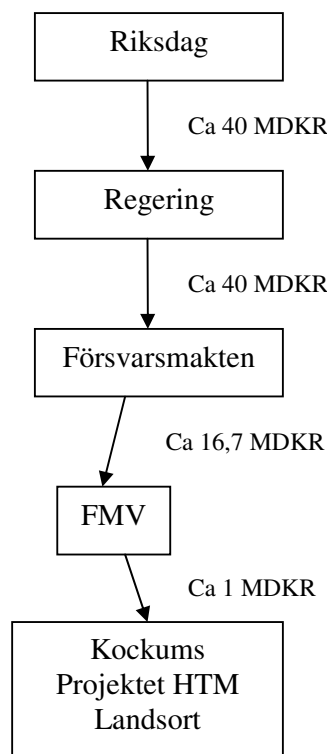 Riksdag
Ca 40 MDKR
Regering
Ca 40 MDKR
Försvarsmakten
Ca 16,7 MDKR
FMV
Ca 1 MDKR
Kockums
Projektet HTM
Landsort